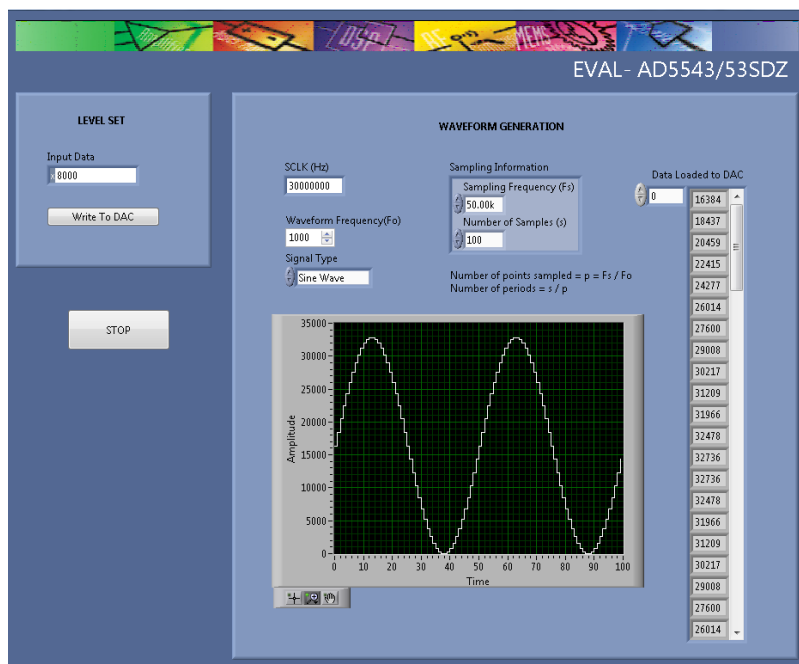 DSP
RF
MEMS
EVAL- AD5543/53SDZ
LEVEL SET
Input Data
x 8000
Write To DAC
STOP
WAVEFORM GENERATION
SCLK (Hz)
30000000
Waveform Frequency(Fo)
1000
Signal Type
Sine Wave
Sampling Information
Sampling Frequency (Fs)
50.00k
Number of Samples (s)
100
Number of points sampled = p = Fs / Fo
Number of periods = s / p
Data Loaded to DAC
0
16384
18437
20459
22415
24277
26014
27600
29008
30217
31209
31966
32478
32736
32736
32478
31966
31209
30217
29008
27600
26014
Amplitude
35000
30000
25000
20000
15000
10000
5000
0
0 10 20 30 40 50 60 70 80 90 100
Time